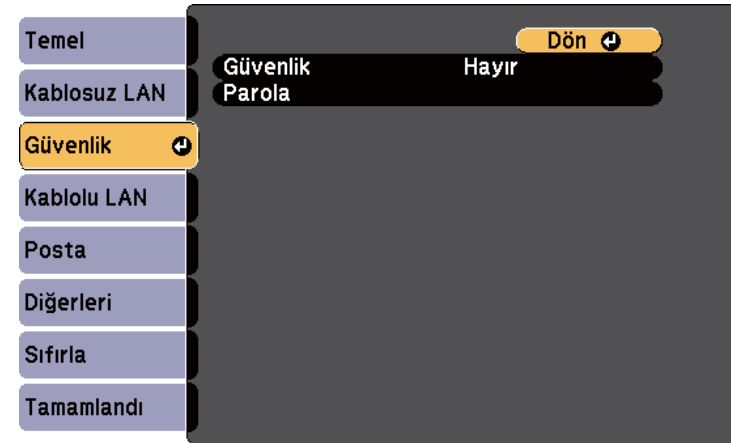 Temel
Kablosuz LAN
Güvenlik
Kablolu LAN
Posta
Diğerleri
Sıfırla
Tamamlandı
Dön
Güvenlik Hayır
Parola